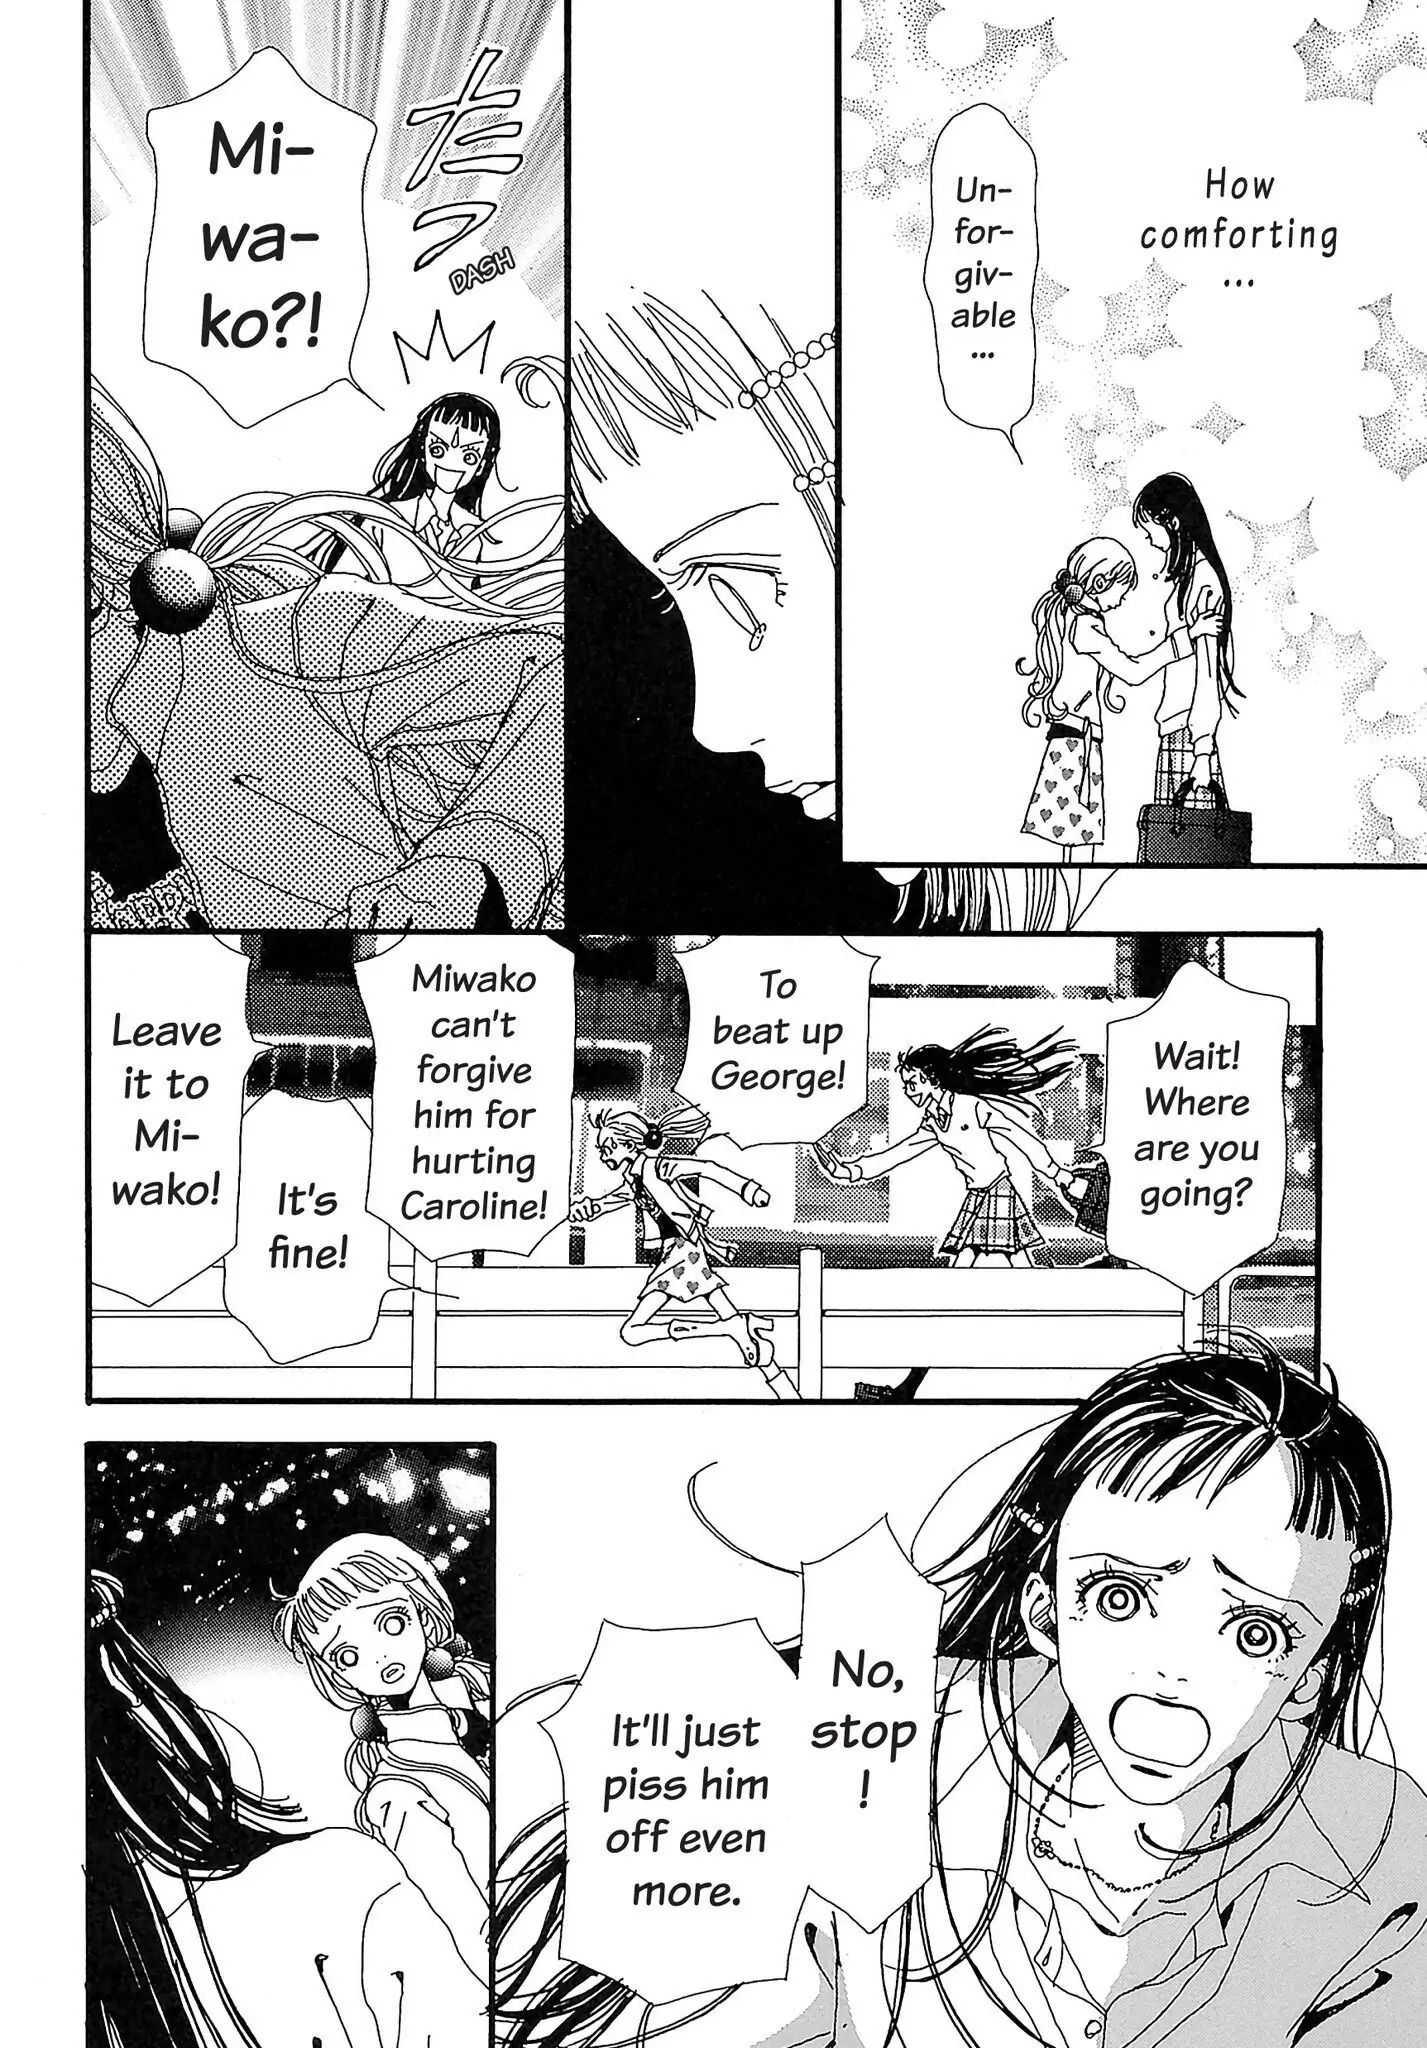 How
comforting
...
Un-
for-
giv-
able
...
たっ
DASH
Mi-
wa-
ko?!
Wait!
Where
are you
going?
To
beat up
George!
Miwako
can't
forgive
him for
hurting
Caroline!
It's
fine!
Leave
it to
Mi-
wako!
No,
stop
!
It'll just
piss him
off even
more.